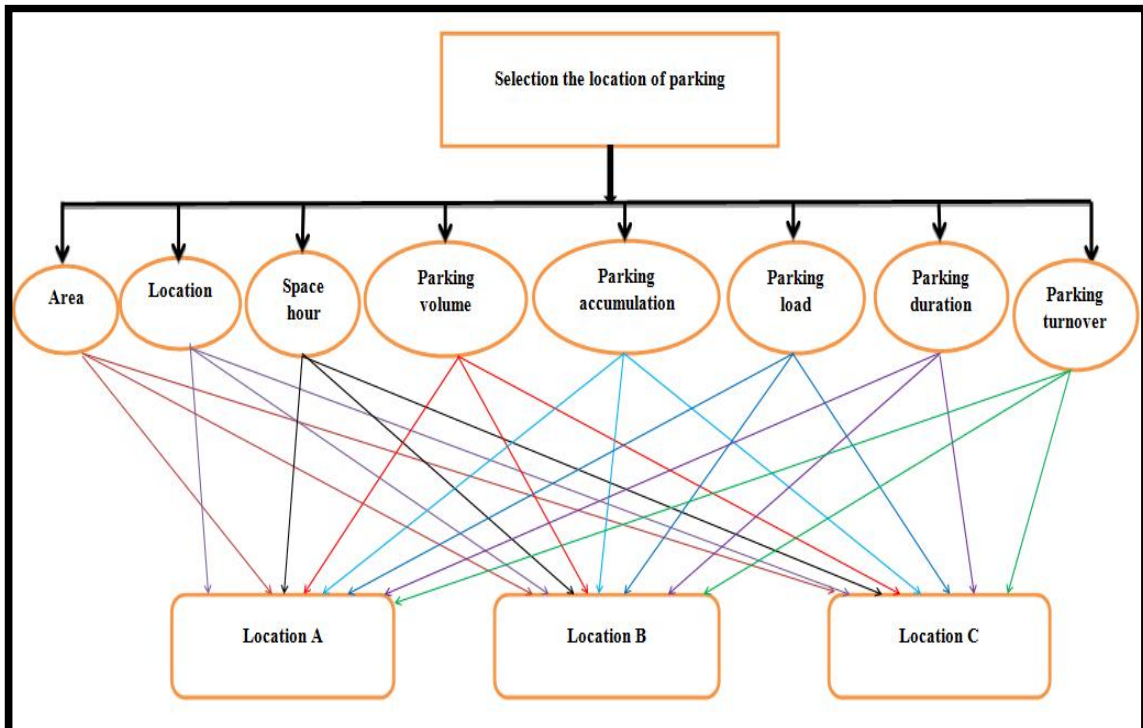 Selection the location of parking
Area
Location
Space
hour
Parking
volume
Parking
accumulation
Parking
load
Parking
duration
Parking
turnover
Location A
Location B
Location C